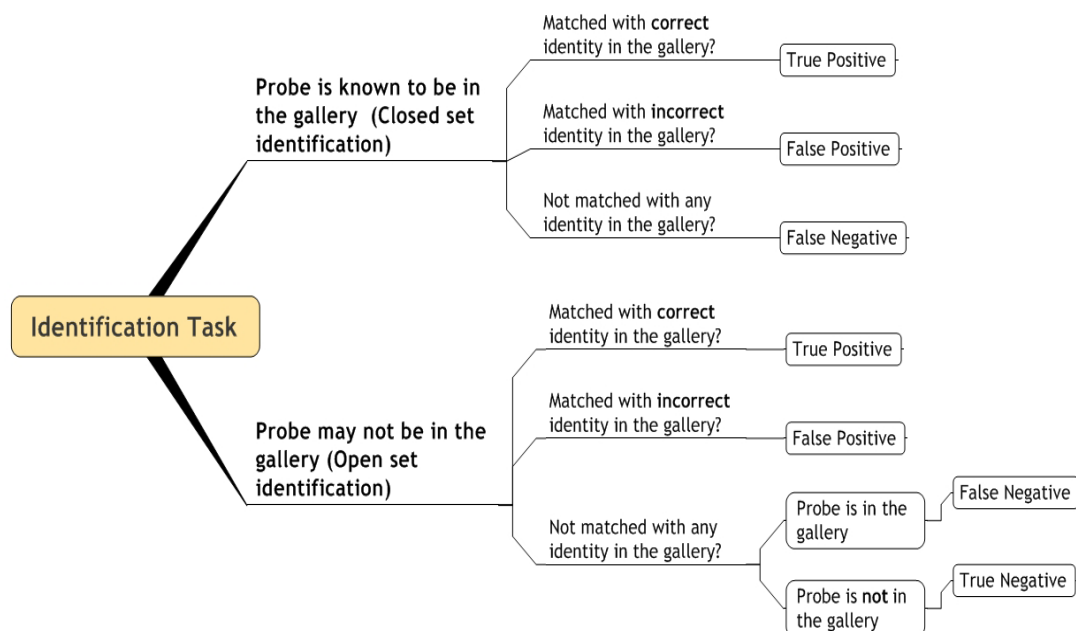 Identification Task
Probe is known to be in
the gallery (Closed set
identification)
Matched with correct
identity in the gallery?
True Positive
Matched with incorrect
identity in the gallery?
False Positive
Not matched with any
identity in the gallery?
False Negative
Probe may not be in the
gallery (Open set
identification)
Matched with correct
identity in the gallery?
True Positive
Matched with incorrect
identity in the gallery?
False Positive
Not matched with any
identity in the gallery?
Probe is in the
gallery
False Negative
Probe is not in
the gallery
True Negative